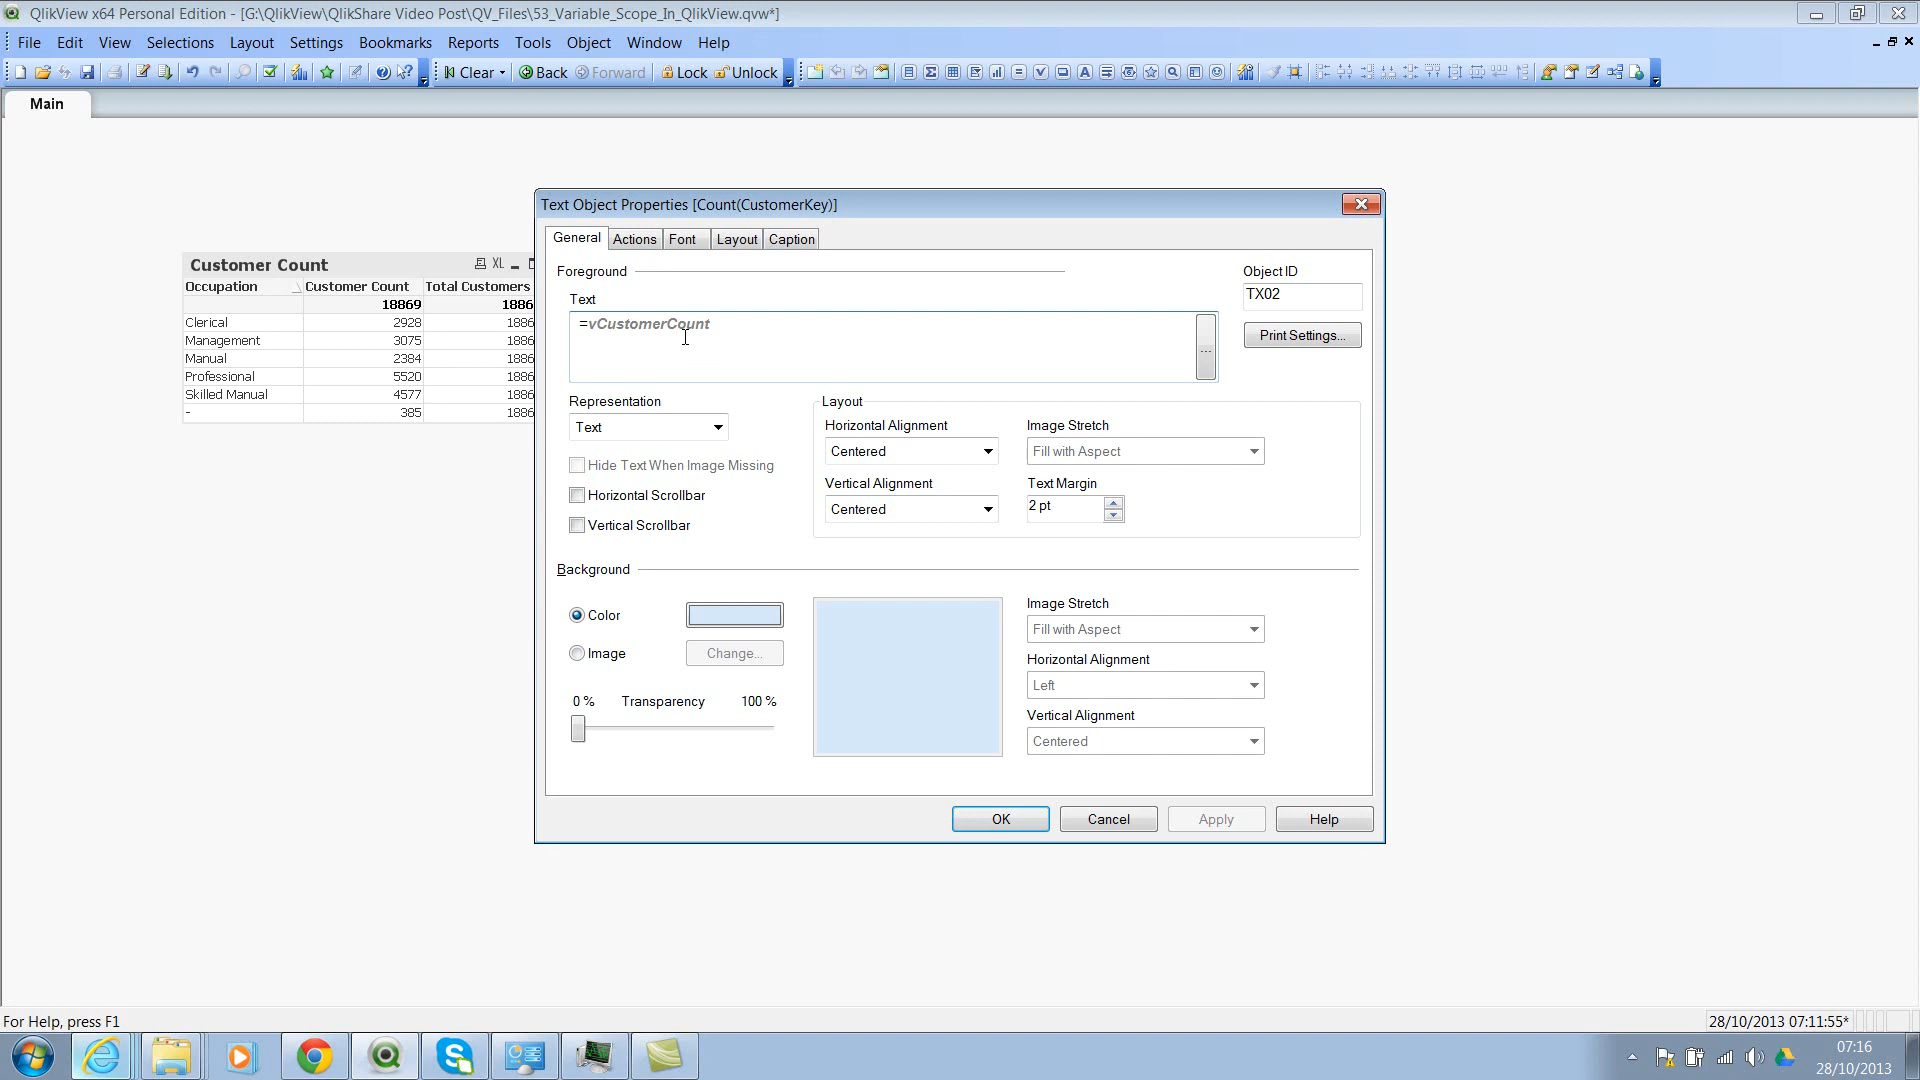 QlikView x64 Personal Edition - [G:\QlikView\QlikShare Video Post\QV_Files\53_Variable_Scope_In_QlikView.qvw*]
File Edit View Selections Layout Settings Bookmarks Reports Tools Object Window Help
Clear Back Forward Lock Unlock
Main
Text Object Properties [Count(CustomerKey)]
General Actions Font Layout Caption
Foreground
Object ID
Text
TX02
=vCustomerCount
...
Print Settings...
Customer Count XL
Occupation Customer Count Total Customers
18869 1886
Clerical 2928 1886
Management 3075 1886
Manual 2384 1886
Professional 5520 1886
Skilled Manual 4577 1886
- 385 1886
Representation
Text
Hide Text When Image Missing
Horizontal Scrollbar
Vertical Scrollbar
Layout
Horizontal Alignment Image Stretch
Centered Fill with Aspect
Vertical Alignment Text Margin
Centered 2 pt
Background
Color
Image Change...
0 % Transparency 100 %
Image Stretch
Fill with Aspect
Horizontal Alignment
Left
Vertical Alignment
Centered
OK Cancel Apply Help
For Help, press F1
28/10/2013 07:11:55*
07:16
28/10/2013